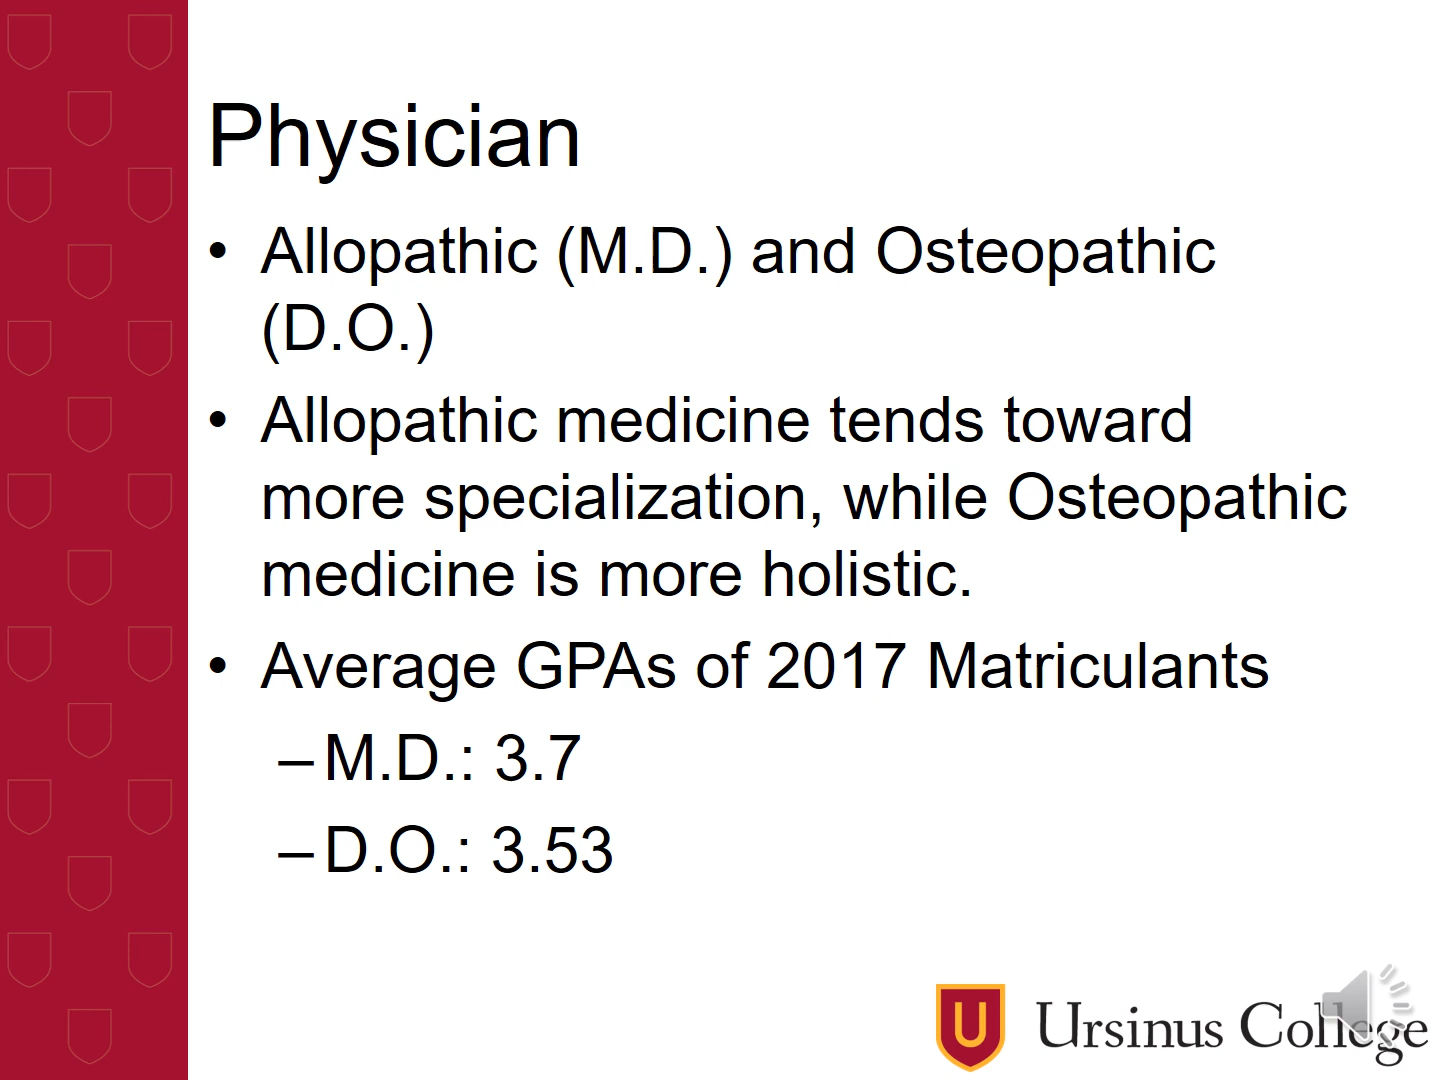 Physician
• Allopathic (M.D.) and Osteopathic
(D.O.)
• Allopathic medicine tends toward
more specialization, while Osteopathic
medicine is more holistic.
• Average GPAs of 2017 Matriculants
– M.D.: 3.7
– D.O.: 3.53
U Ursinus College